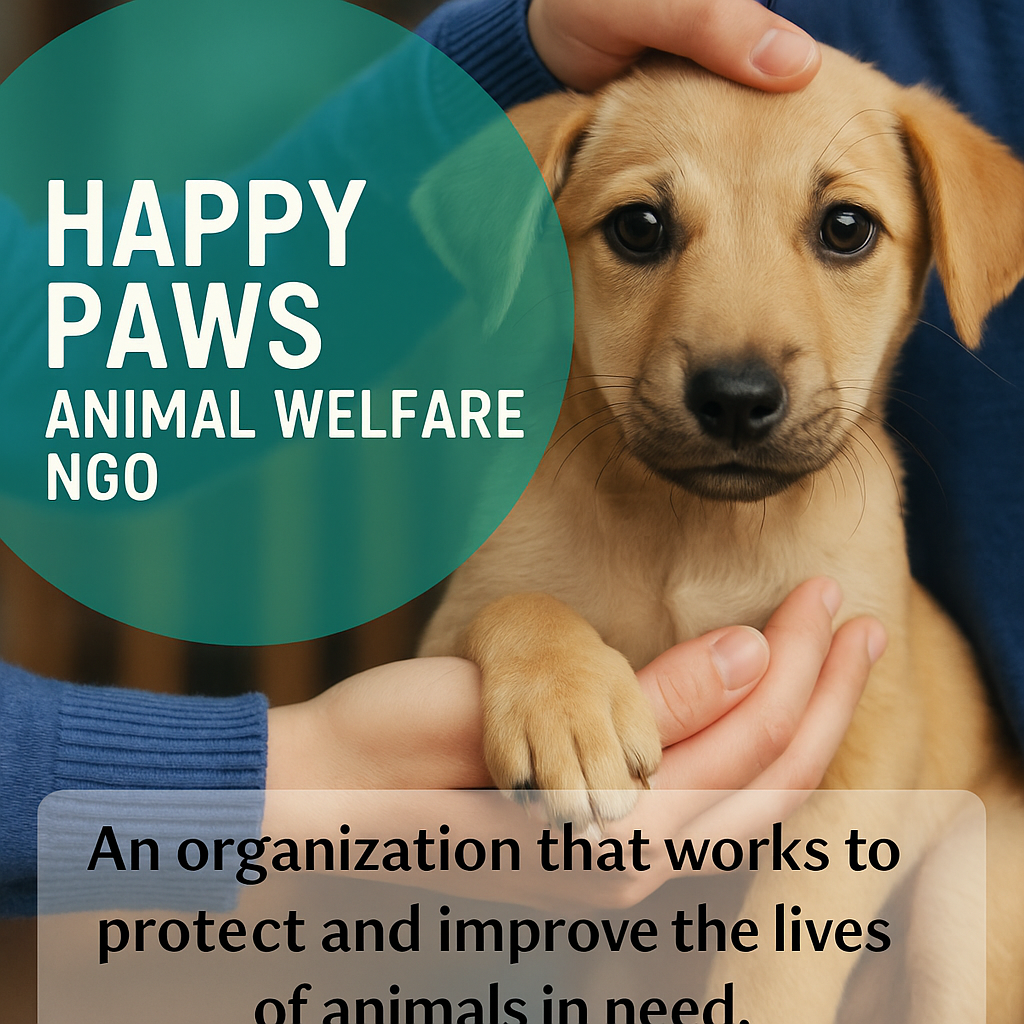 HAPPY
PAWS
ANIMAL WELFARE
NGO
An organization that works to
protect and improve the lives
of animals in need.